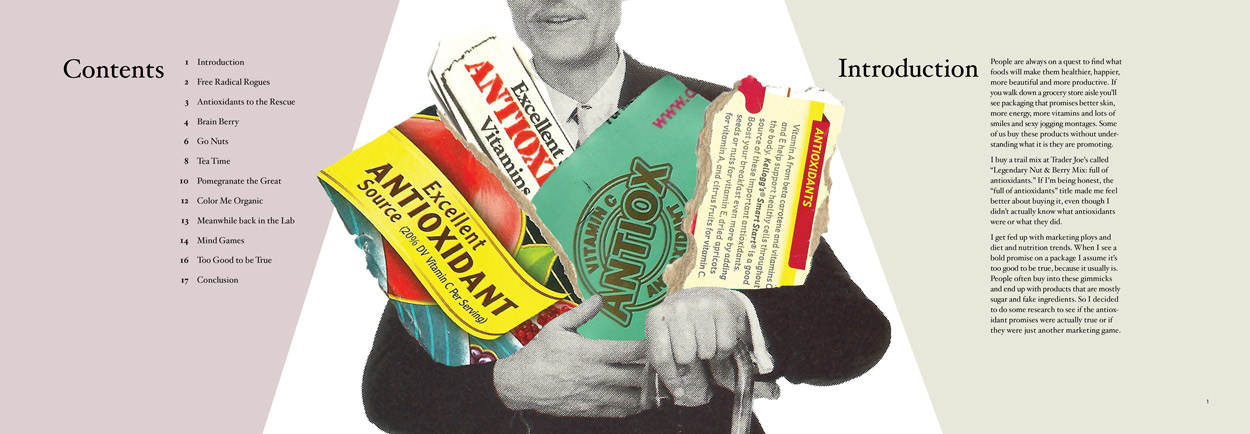 Contents
1 Introduction
2 Free Radical Rogues
3 Antioxidants to the Rescue
4 Brain Berry
6 Go Nuts
8 Tea Time
10 Pomegranate the Great
12 Color Me Organic
13 Meanwhile back in the Lab
14 Mind Games
16 Too Good to be True
17 Conclusion
Excellent
ANTIOXI
Vitamins
Excellent
ANTIOXIDANT
Source (20% DV Vitamin C Per Serving)
www.
VITAMIN C
ANTIOX
ANTIOXIDANTS
Vitamin A from beta carotene and vitamins C
and E help support healthy cells throughout
the body. Kellogg's® Smart Start® is a good
source of these important antioxidants.
Boost your breakfast even more by adding
seeds or nuts for vitamin E, dried apricots
for vitamin A, and citrus fruits for vitamin C.
Introduction
People are always on a quest to find what
foods will make them healthier, happier,
more beautiful and more productive. If
you walk down a grocery store aisle you'll
see packaging that promises better skin,
more energy, more vitamins and lots of
smiles and sexy jogging montages. Some
of us buy these products without under-
standing what it is they are promoting.
I buy a trail mix at Trader Joe's called
"Legendary Nut & Berry Mix: full of
antioxidants." If I'm being honest, the
"full of antioxidants" title made me feel
better about buying it, even though I
didn't actually know what antioxidants
were or what they did.
I get fed up with marketing ploys and
diet and nutrition trends. When I see a
bold promise on a package I assume it's
too good to be true, because it usually is.
People often buy into these gimmicks
and end up with products that are mostly
sugar and fake ingredients. So I decided
to do some research to see if the antiox-
idant promises were actually true or if
they were just another marketing game.
1